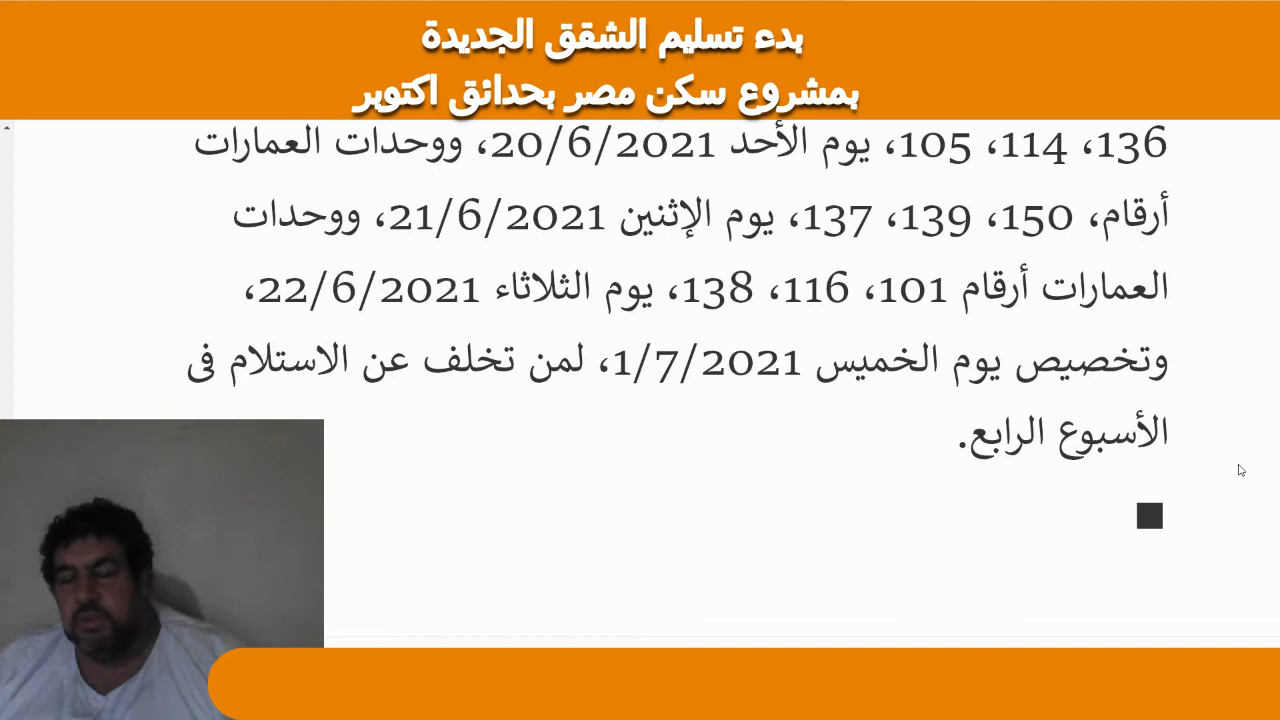 بدء تسليم الشقق الجديدة
بمشروع سكن مصر بحدائق اكتوبر
136، 114، 105، يوم الأحد 20/6/2021، ووحدات العمارات
أرقام، 150، 139، 137، يوم الإثنين 21/6/2021، ووحدات
العمارات أرقام 101، 116، 138، يوم الثلاثاء 22/6/2021،
وتخصيص يوم الخميس 1/7/2021، لمن تخلف عن الاستلام فى
الأسبوع الرابع.